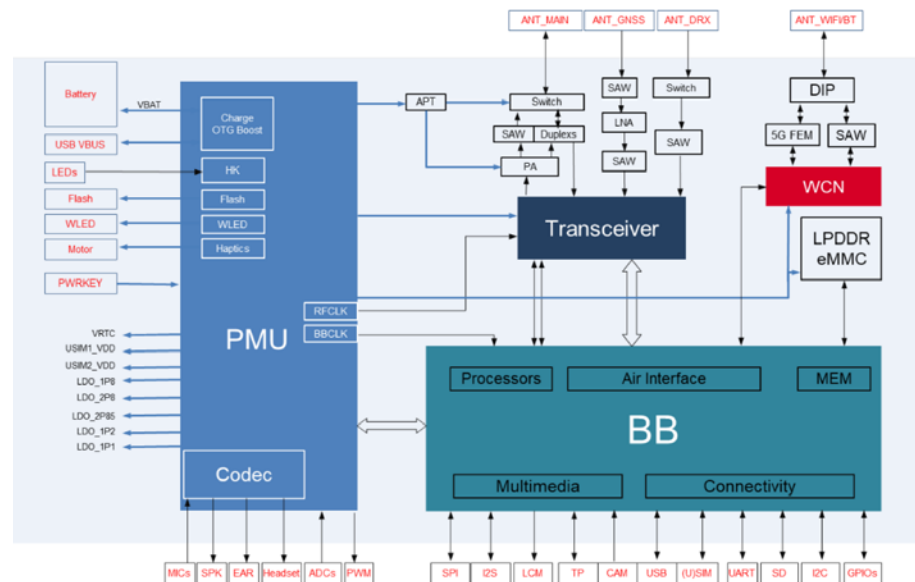 ANT_MAIN
ANT_GNSS
ANT_DRX
ANT_WIFI/BT
Battery
VBAT
Charge
OTG Boost
APT
Switch
SAW
Switch
DIP
USB VBUS
SAW
Duplexs
LNA
SAW
5G FEM
SAW
LEDs
HK
PA
SAW
WCN
Flash
Flash
WLED
WLED
Transceiver
LPDDR
eMMC
Motor
Haptics
PWRKEY
RFCLK
PMU
BBCLK
VRTC
USIM1_VDD
USIM2_VDD
LDO_1P8
LDO_2P8
LDO_2P85
LDO_1P2
LDO_1P1
Processors
Air Interface
MEM
BB
Codec
Multimedia
Connectivity
MICs
SPK
EAR
Headset
ADCs
PWM
SPI
I2S
LCM
TP
CAM
USB
(U)SIM
UART
SD
I2C
GPIOs